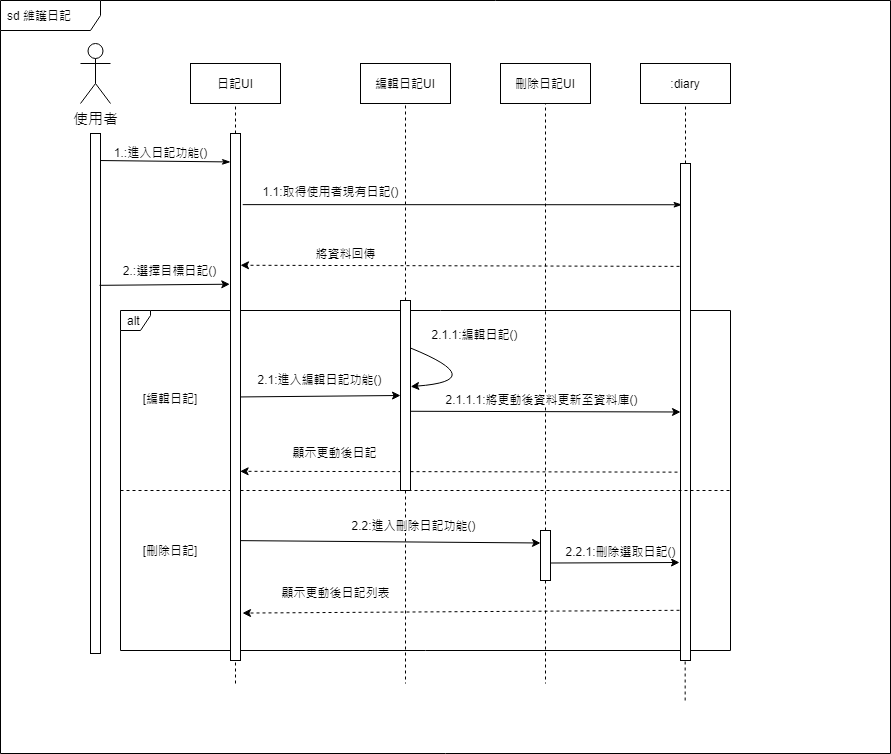 sd 維護日記
使用者
日記UI
編輯日記UI
刪除日記UI
:diary
1.:進入日記功能()
1.1:取得使用者現有日記()
將資料回傳
2.:選擇目標日記()
alt
2.1.1:編輯日記()
2.1:進入編輯日記功能()
[編輯日記]
2.1.1.1:將更動後資料更新至資料庫()
顯示更動後日記
2.2:進入刪除日記功能()
[刪除日記]
2.2.1:刪除選取日記()
顯示更動後日記列表